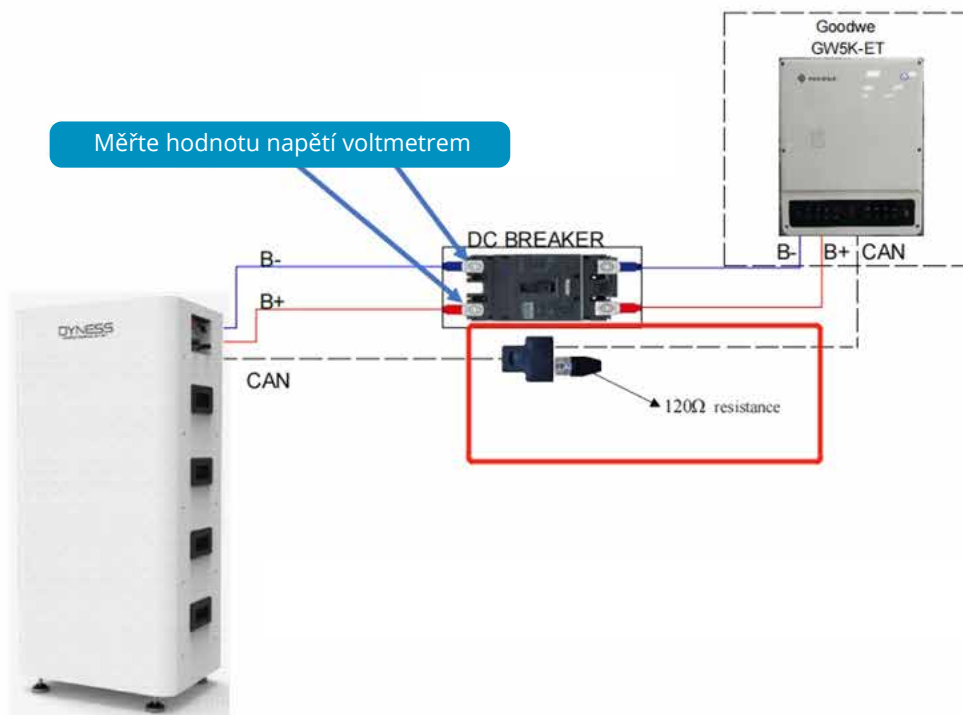 Goodwe
GW5K-ET
Měřte hodnotu napětí voltmetrem
DC BREAKER
B-
B+
B-
B+
CAN
DYNESS
CAN
120Ω resistance